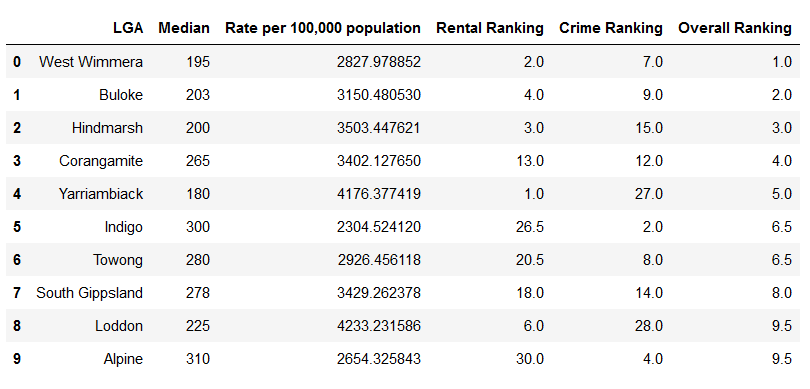 LGA Median Rate per 100,000 population Rental Ranking Crime Ranking Overall Ranking
0 West Wimmera 195 2827.978852 2.0 7.0 1.0
1 Buloke 203 3150.480530 4.0 9.0 2.0
2 Hindmarsh 200 3503.447621 3.0 15.0 3.0
3 Corangamite 265 3402.127650 13.0 12.0 4.0
4 Yarriambiack 180 4176.377419 1.0 27.0 5.0
5 Indigo 300 2304.524120 26.5 2.0 6.5
6 Towong 280 2926.456118 20.5 8.0 6.5
7 South Gippsland 278 3429.262378 18.0 14.0 8.0
8 Loddon 225 4233.231586 6.0 28.0 9.5
9 Alpine 310 2654.325843 30.0 4.0 9.5